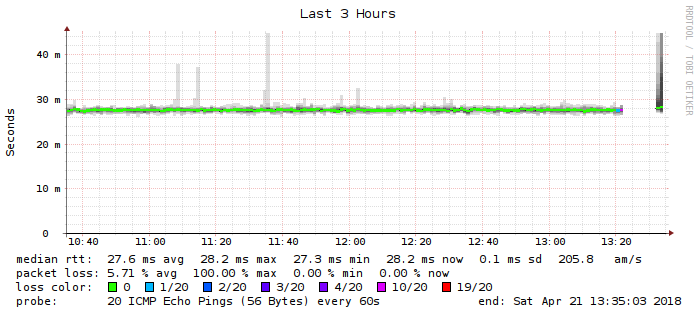 Last 3 Hours
RRDTOOL / TOBI OETIKER
Seconds
40 m
30 m
20 m
10 m
0
10:40 11:00 11:20 11:40 12:00 12:20 12:40 13:00 13:20
median rtt: 27.6 ms avg 28.2 ms max 27.3 ms min 28.2 ms now 0.1 ms sd 205.8 am/s
packet loss: 5.71 % avg 100.00 % max 0.00 % min 0.00 % now
loss color: 0 1/20 2/20 3/20 4/20 10/20 19/20
probe: 20 ICMP Echo Pings (56 Bytes) every 60s end: Sat Apr 21 13:35:03 2018